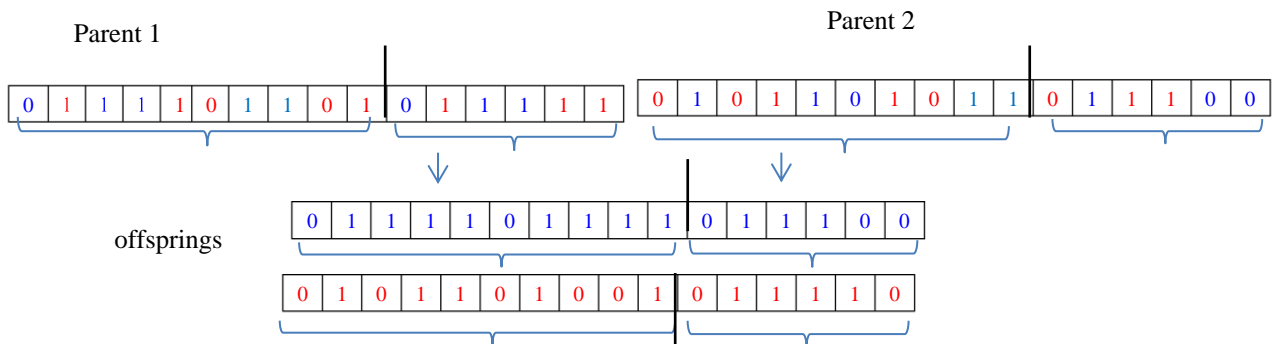 Parent 1
Parent 2
0 1 1 1 1 0 1 1 0 1 0 1 1 1 1 1
0 1 0 1 1 0 1 0 1 1 0 1 1 1 0 0
0 1 1 1 1 0 1 1 1 1 0 1 1 1 0 0
offsprings
0 1 0 1 1 0 1 0 0 1 0 1 1 1 1 0